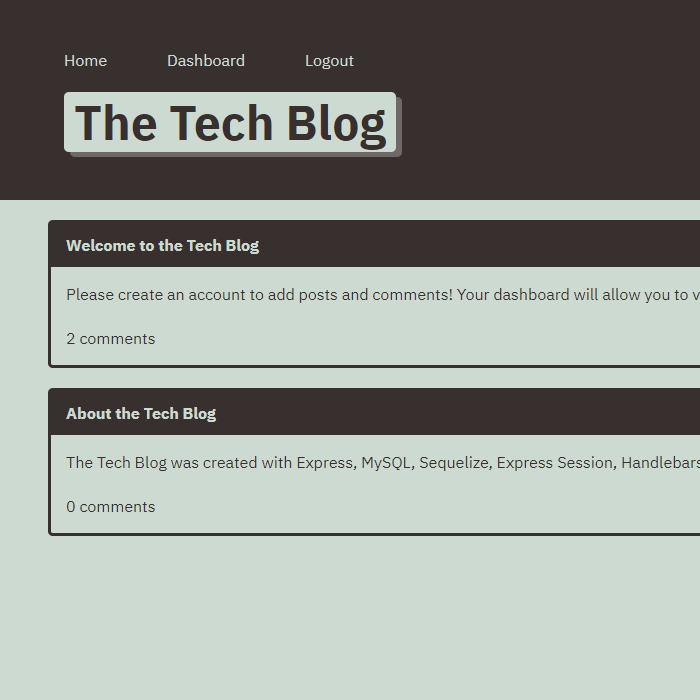 Home Dashboard Logout
The Tech Blog
Welcome to the Tech Blog
Please create an account to add posts and comments! Your dashboard will allow you to
2 comments
About the Tech Blog
The Tech Blog was created with Express, MySQL, Sequelize, Express Session, Handlebars
0 comments